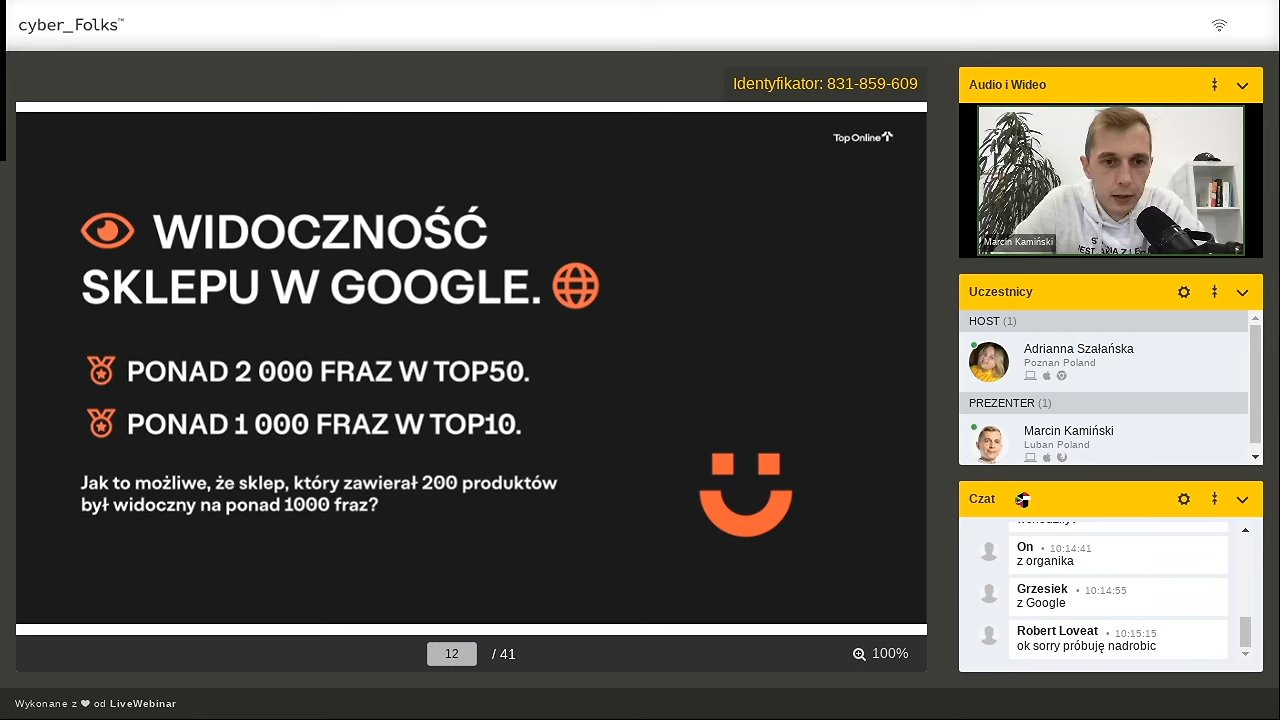 cyber_Folks™
Identyfikator: 831-859-609
Top Online
WIDOCZNOŚĆ
SKLEPU W GOOGLE.
PONAD 2 000 FRAZ W TOP50.
PONAD 1 000 FRAZ W TOP10.
Jak to możliwe, że sklep, który zawierał 200 produktów
był widoczny na ponad 1000 fraz?
12 / 41
100%
Audio i Wideo
Marcin Kamiński
Uczestnicy
HOST (1)
Adrianna Szałańska
Poznan Poland
PREZENTER (1)
Marcin Kamiński
Luban Poland
Czat
On • 10:14:41
z organika
Grzesiek • 10:14:55
z Google
Robert Loveat • 10:15:15
ok sorry próbuję nadrobic
Wykonane z ❤ od LiveWebinar